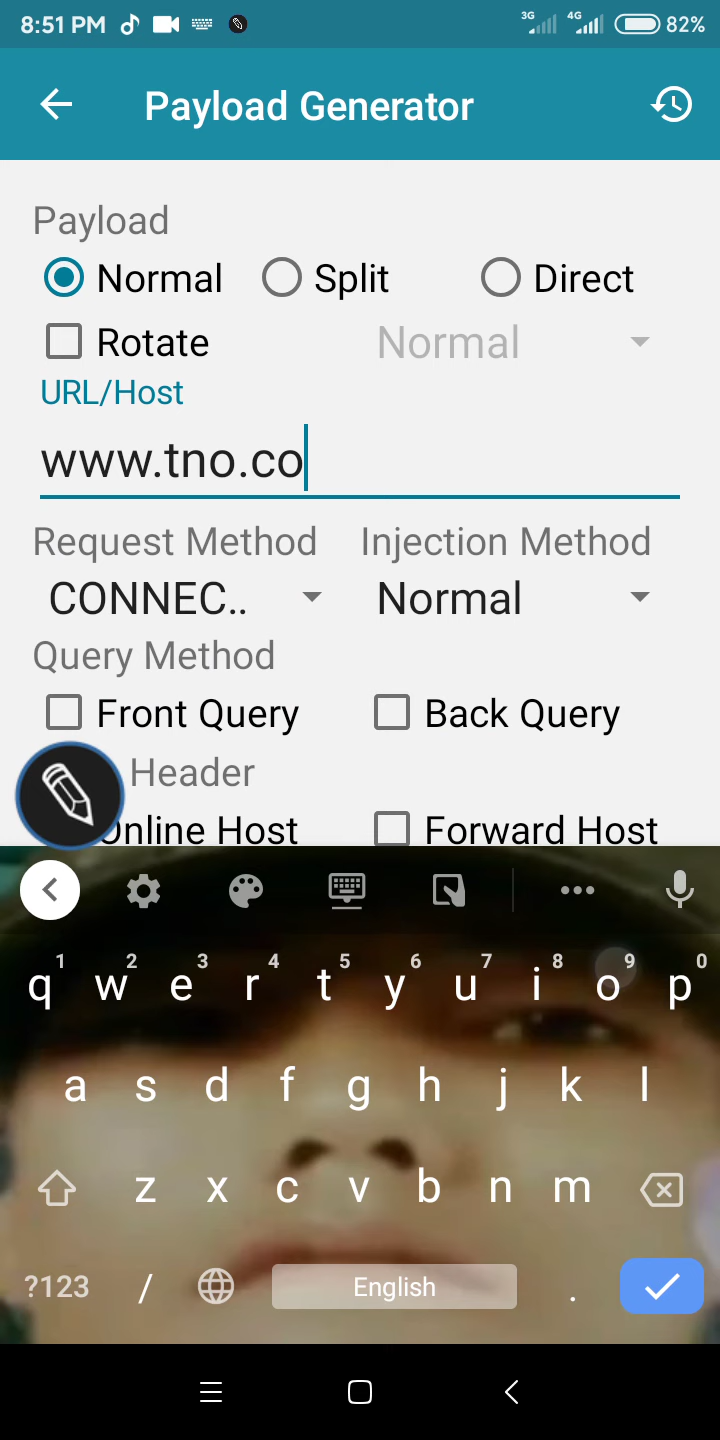 8:51 PM 3G 4G 82%
Payload Generator
Payload
Normal Split Direct
Rotate Normal
URL/Host
www.tno.co
Request Method Injection Method
CONNEC.. Normal
Query Method
Front Query Back Query
Header
Online Host Forward Host
1 2 3 4 5 6 7 8 9 0
q w e r t y u i o p
a s d f g h j k l
z x c v b n m
?123 / English .